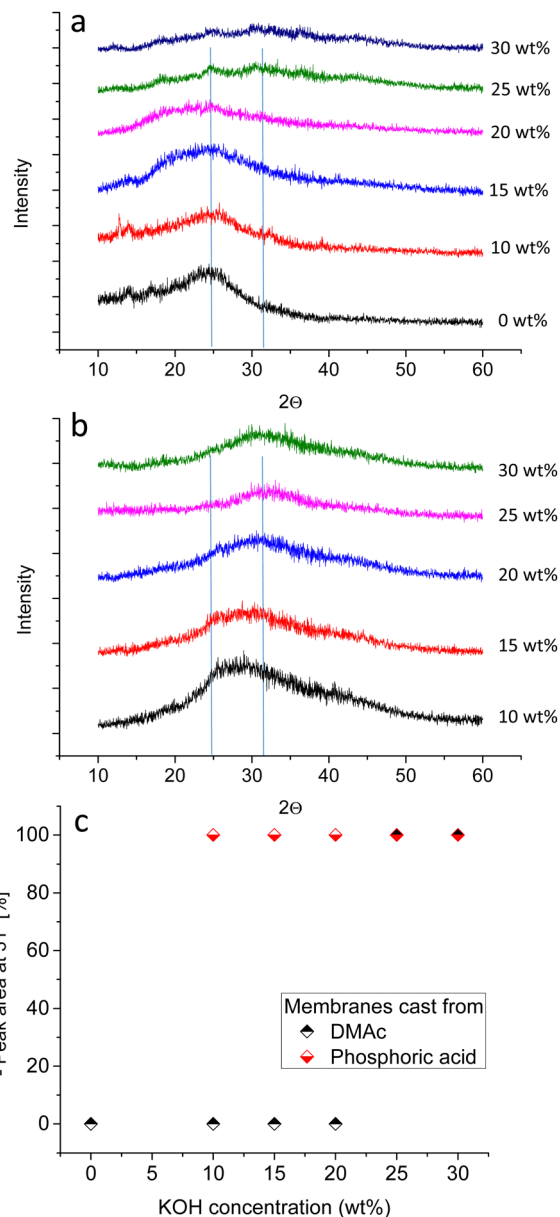 a
30 wt%
25 wt%
20 wt%
15 wt%
10 wt%
0 wt%
Intensity
10 20 30 40 50 60
2Θ
b
30 wt%
25 wt%
20 wt%
15 wt%
10 wt%
Intensity
10 20 30 40 50 60
2Θ
c
100
80
60
40
20
0
Peak area at [%]
Membranes cast from
DMAc
Phosphoric acid
0 5 10 15 20 25 30
KOH concentration (wt%)